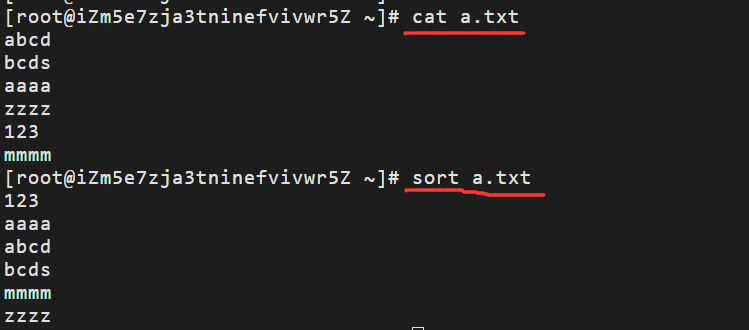 [root@iZm5e7zja3tninefvivwr5Z ~]# cat a.txt
abcd
bcds
aaaa
zzzz
123
mmmm
[root@iZm5e7zja3tninefvivwr5Z ~]# sort a.txt
123
aaaa
abcd
bcds
mmmm
zzzz